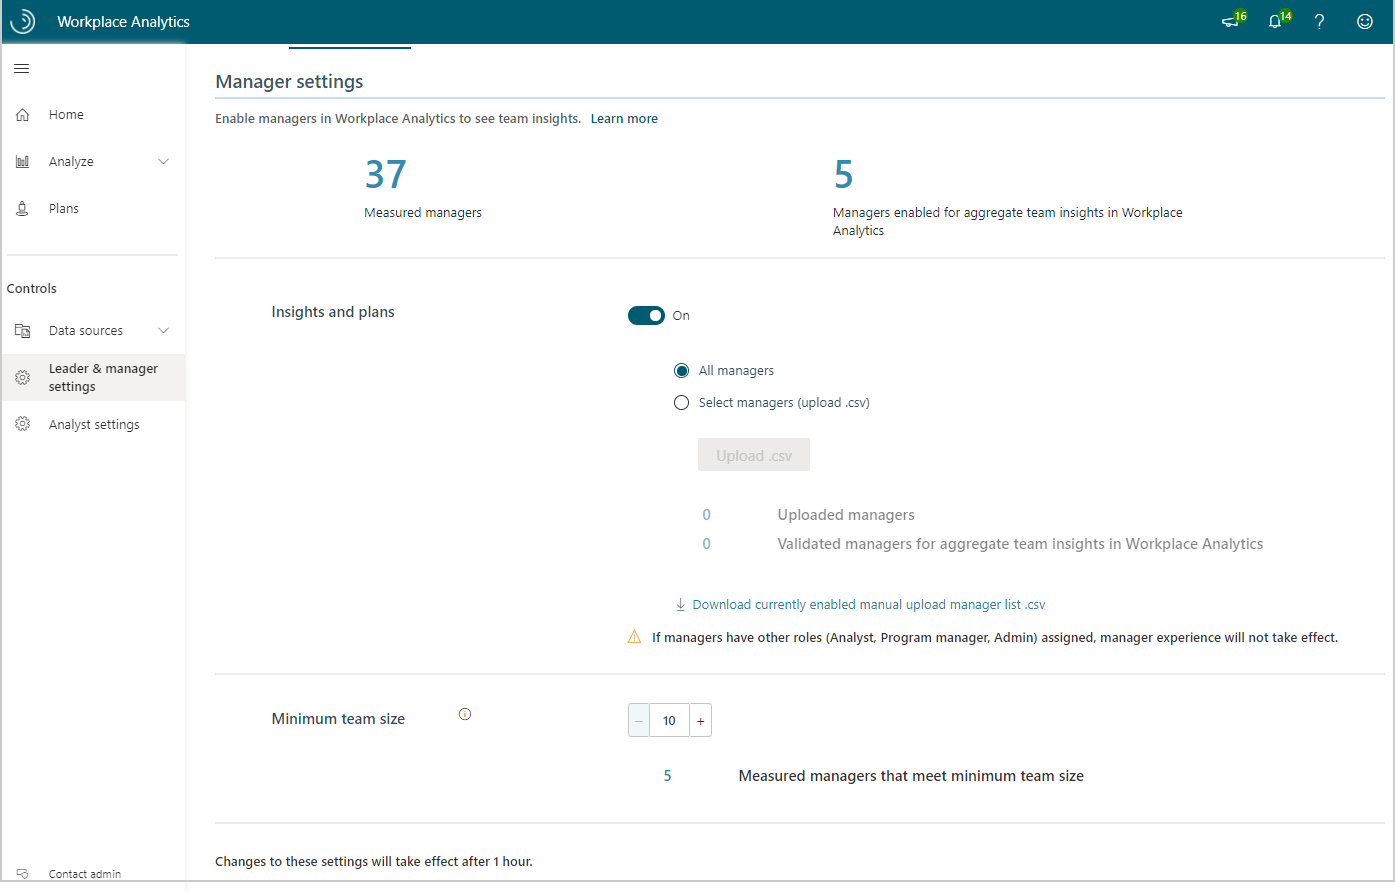 Workplace Analytics
16
14
Home
Analyze
Plans
Controls
Data sources
Leader & manager
settings
Analyst settings
Contact admin
Manager settings
Enable managers in Workplace Analytics to see team insights. Learn more
37
Measured managers
5
Managers enabled for aggregate team insights in Workplace
Analytics
Insights and plans
On
All managers
Select managers (upload .csv)
Upload .csv
0 Uploaded managers
0 Validated managers for aggregate team insights in Workplace Analytics
Download currently enabled manual upload manager list .csv
If managers have other roles (Analyst, Program manager, Admin) assigned, manager experience will not take effect.
Minimum team size
− 10 +
5 Measured managers that meet minimum team size
Changes to these settings will take effect after 1 hour.